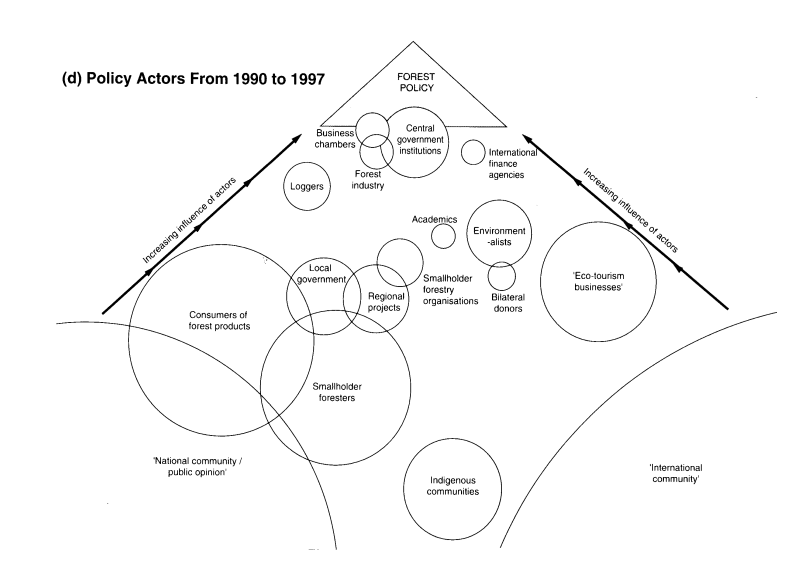 (d) Policy Actors From 1990 to 1997
FOREST
POLICY
Business
chambers
Central
government
institutions
Forest
industry
International
finance
agencies
Loggers
Increasing influence of actors
Increasing influence of actors
Academics
Environment
-alists
Local
government
Regional
projects
Smallholder
forestry
organisations
Bilateral
donors
'Eco-tourism
businesses'
Consumers of
forest products
Smallholder
foresters
'National community /
public opinion'
Indigenous
communities
'International
community'